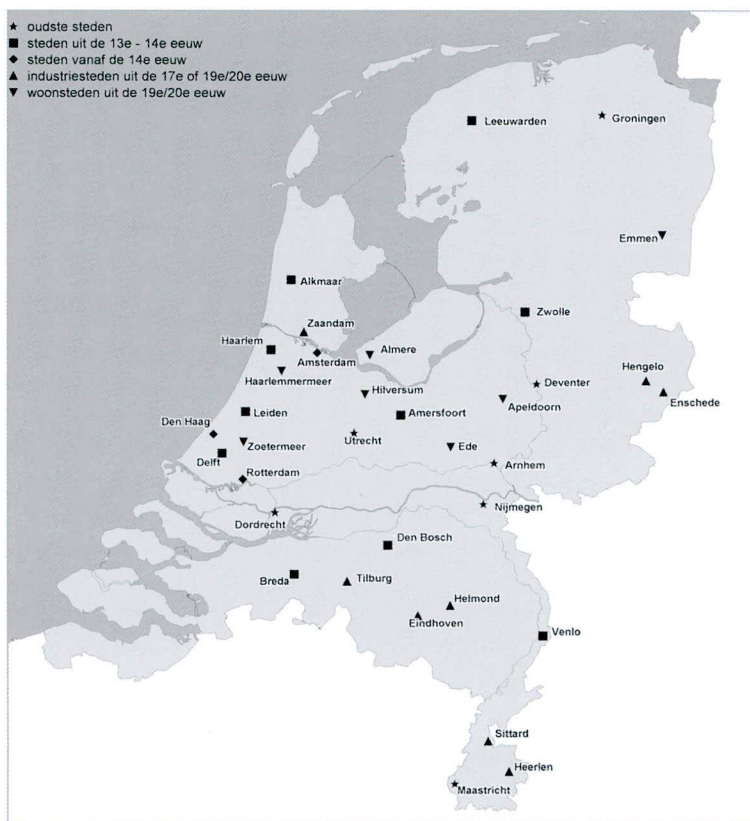 oudste steden
steden uit de 13e - 14e eeuw
steden vanaf de 14e eeuw
industriesteden uit de 17e of 19e/20e eeuw
woonsteden uit de 19e/20e eeuw
Leeuwarden
Groningen
Emmen
Alkmaar
Zwolle
Zaandam
Haarlem
Almere
Amsterdam
Hengelo
Haarlemmermeer
Deventer
Hilversum
Enschede
Apeldoorn
Leiden
Amersfoort
Den Haag
Utrecht
Zoetermeer
Ede
Delft
Arnhem
Rotterdam
Nijmegen
Dordrecht
Den Bosch
Breda
Tilburg
Helmond
Eindhoven
Venlo
Sittard
Heerlen
Maastricht